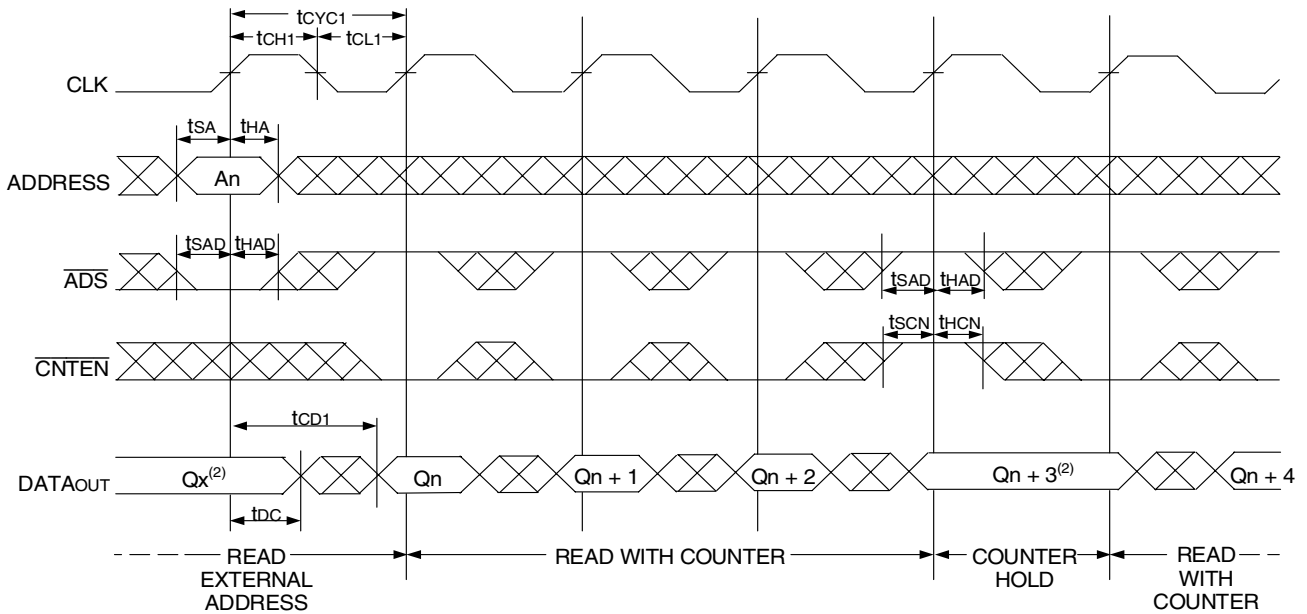 tCYC1
tCH1 tCL1
CLK
tSA tHA
ADDRESS An
tSAD tHAD
ADS
tSAD tHAD
tSCN tHCN
CNTEN
tCD1
DATAOUT Qx(2) Qn Qn + 1 Qn + 2 Qn + 3(2) Qn + 4
tDC
READ EXTERNAL ADDRESS
READ WITH COUNTER
COUNTER HOLD
READ WITH COUNTER